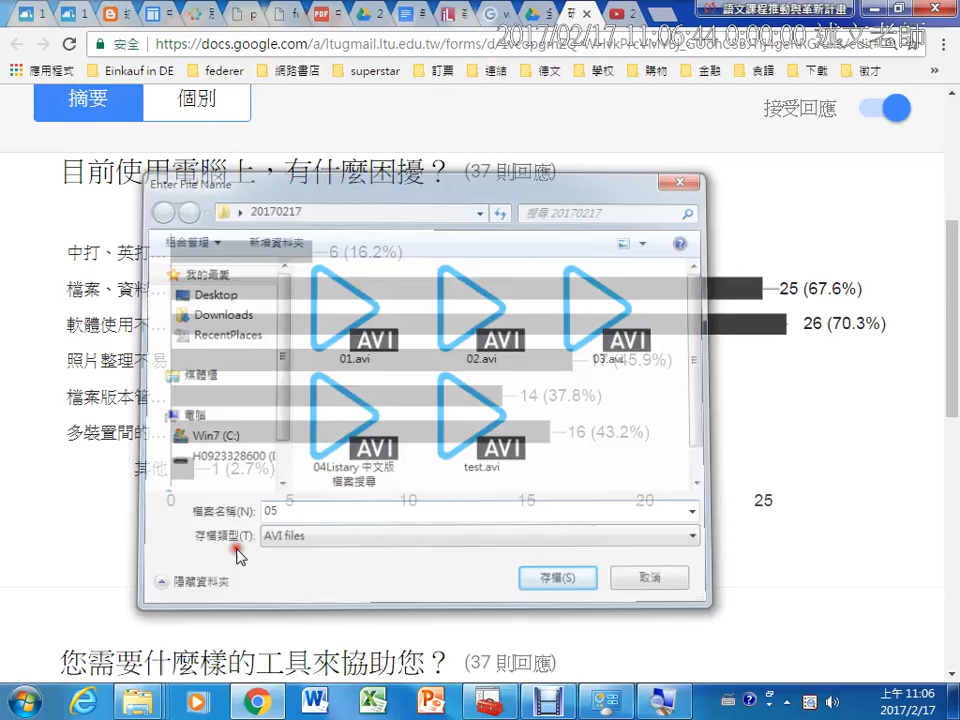 語文課程推動與革新計畫
安全
2017/02/17 11:06:44 0:00:00 述文老師
應用程式 Einkauf in DE federer 網路書店 superstar 訂票 連結 德文 學校 購物 金融 食譜 下載 徵才 »
摘要 個別 接受回應
目前使用電腦上，有什麼困擾？ (37 則回應)
Enter File Name
20170217 搜尋 20170217
組合管理 新增資料夾
中打、英打... 6 (16.2%)
我的最愛
檔案、資料... 25 (67.6%)
Desktop
Downloads
軟體使用不... 26 (70.3%)
RecentPlaces
01.avi 02.avi 03.avi
照片整理不易
媒體櫃
檔案版本管... 14 (37.8%)
電腦
多裝置間的... 16 (43.2%)
Win7 (C:)
H0923328600 (I
其他 1 (2.7%)
AVI AVI AVI
AVI AVI
04Listary 中文版 檔案搜尋
test.avi
0 5 10 15 20 25
檔案名稱(N): 05
存檔類型(T): AVI files
隱藏資料夾 存檔(S) 取消
您需要什麼樣的工具來協助您？ (37 則回應)
上午 11:06
2017/2/17